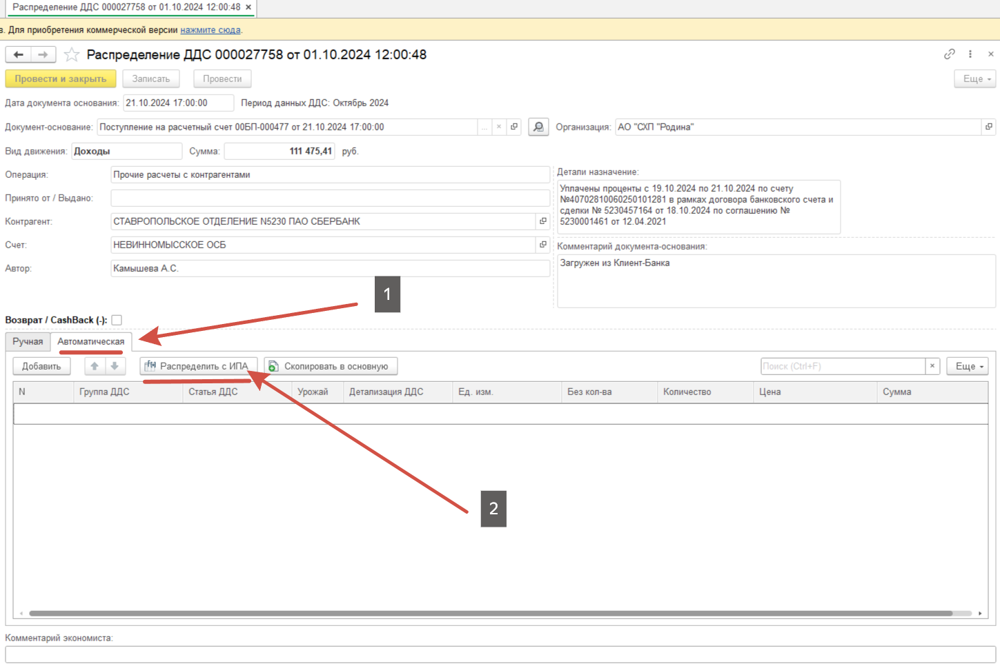 Распределение ДДС 000027758 от 01.10.2024 12:00:48 ×
в. Для приобретения коммерческой версии нажмите сюда.
Распределение ДДС 000027758 от 01.10.2024 12:00:48
Провести и закрыть Записать Провести Еще
Дата документа основания: 21.10.2024 17:00:00 Период данных ДДС: Октябрь 2024
Документ-основание: Поступление на расчетный счет 00БП-000477 от 21.10.2024 17:00:00 ... × Организация: АО "СХП "Родина"
Вид движения: Доходы Сумма: 111 475,41 руб.
Операция: Прочие расчеты с контрагентами
Принято от / Выдано:
Контрагент: СТАВРОПОЛЬСКОЕ ОТДЕЛЕНИЕ N5230 ПАО СБЕРБАНК
Счет: НЕВИННОМЫССКОЕ ОСБ
Автор: Камышева А.С.
Детали назначение:
Уплачены проценты с 19.10.2024 по 21.10.2024 по счету
№40702810060250101281 в рамках договора банковского счета и
сделки № 5230457164 от 18.10.2024 по соглашению №
5230001461 от 12.04.2021
Комментарий документа-основания:
Загружен из Клиент-Банка
1
Возврат / CashBack (-):
Ручная Автоматическая
Добавить Распределить с ИПА Скопировать в основную Поиск (Ctrl+F) × Еще
N Группа ДДС Статья ДДС Урожай Детализация ДДС Ед. изм. Без кол-ва Количество Цена Сумма
2
Комментарий экономиста: